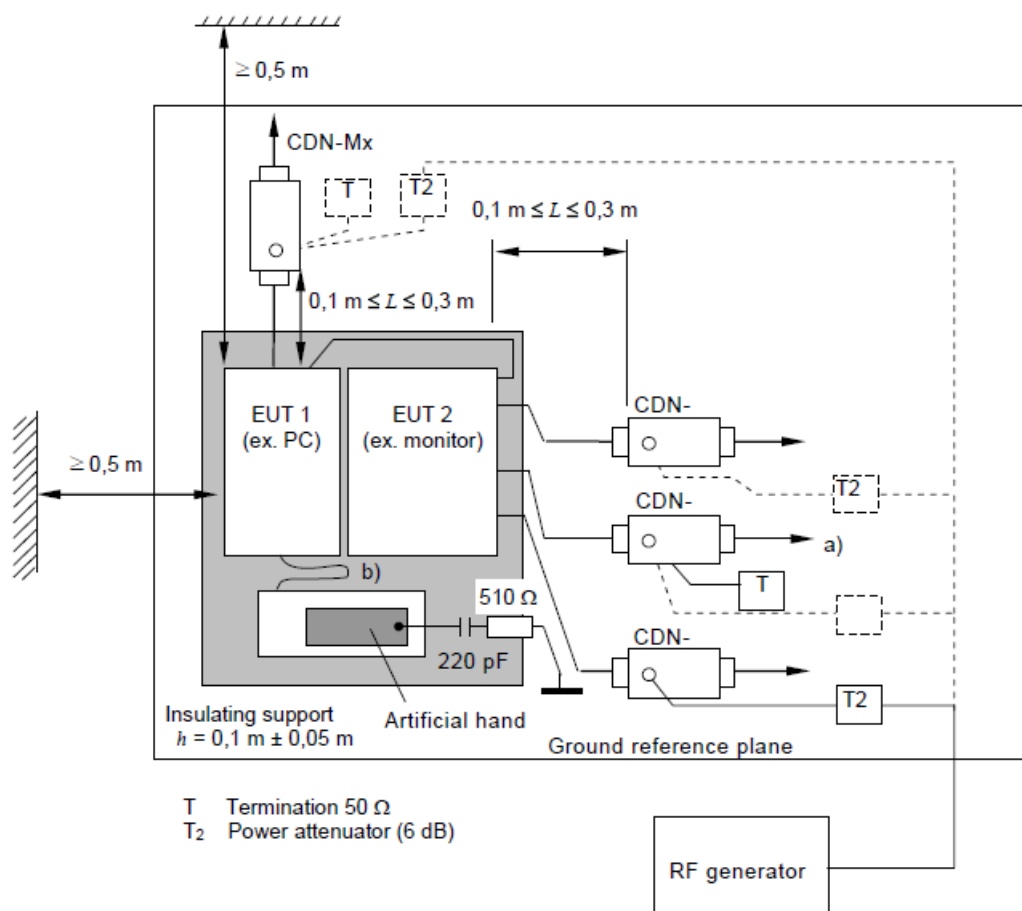 ≥ 0,5 m
CDN-Mx
T
T2
0,1 m ≤ L ≤ 0,3 m
0,1 m ≤ L ≤ 0,3 m
EUT 1
(ex. PC)
EUT 2
(ex. monitor)
CDN-
≥ 0,5 m
T2
CDN-
a)
b)
T
510 Ω
CDN-
220 pF
T2
Insulating support
h = 0,1 m ± 0,05 m
Artificial hand
Ground reference plane
T Termination 50 Ω
T₂ Power attenuator (6 dB)
RF generator